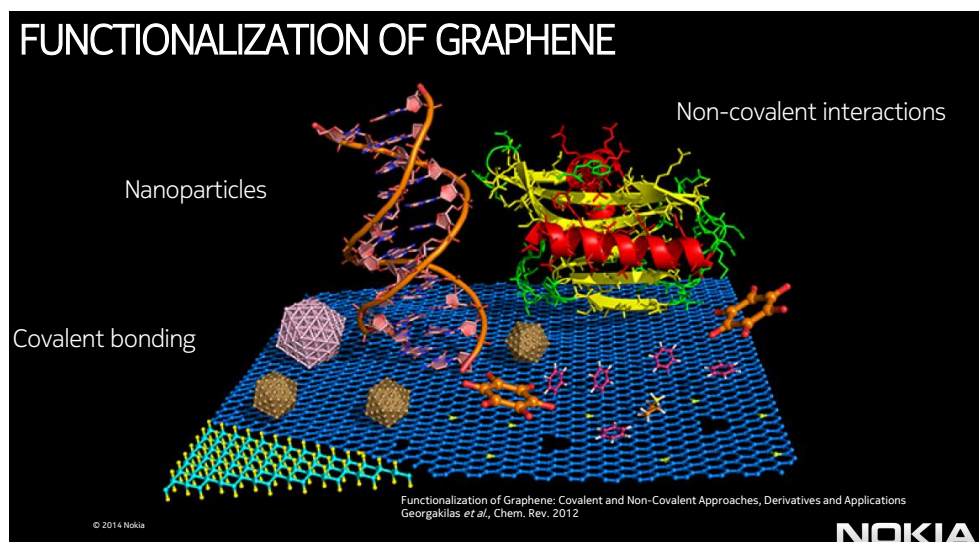 FUNCTIONALIZATION OF GRAPHENE
Non-covalent interactions
Nanoparticles
Covalent bonding
Functionalization of Graphene: Covalent and Non-Covalent Approaches, Derivatives and Applications
Georgakilas et al., Chem. Rev. 2012
© 2014 Nokia
NOKIA